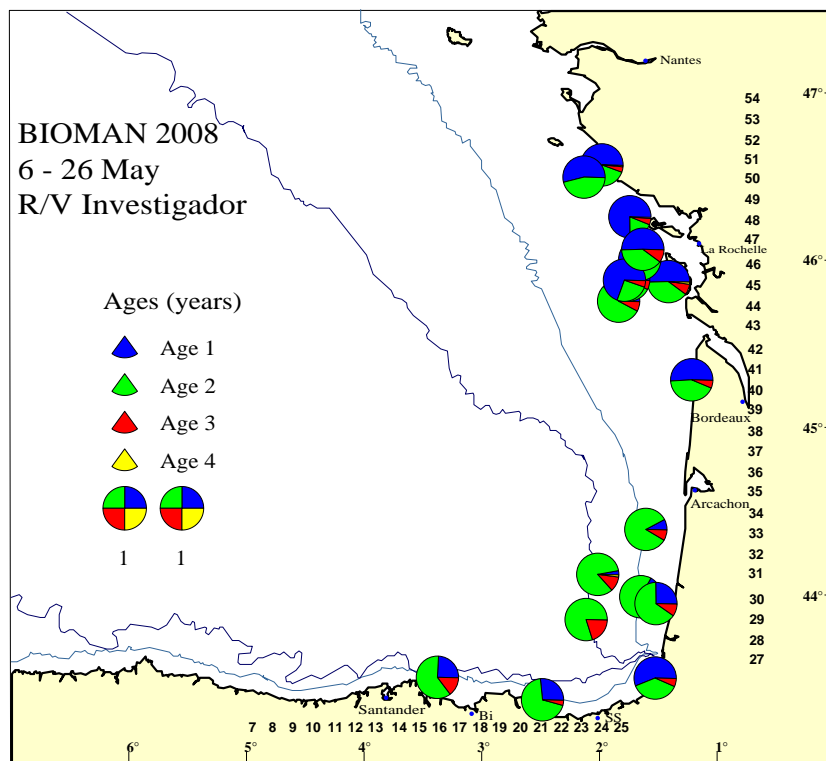 Nantes
47°
54
53
BIOMAN 2008
52
6 - 26 May
51
50
R/V Investigador
49
48
47
La Rochelle
46
46°
45
Ages (years)
44
43
Age 1
42
41
Age 2
40
39
Bordeaux
45°
Age 3
38
37
Age 4
36
35
Arcachon
34
33
1 1
32
31
30
44°
29
28
27
Santander
Bi
SS
7 8 9 10 11 12 13 14 15 16 17 18 19 20 21 22 23 24 25
6° 5° 4° 3° 2° 1°